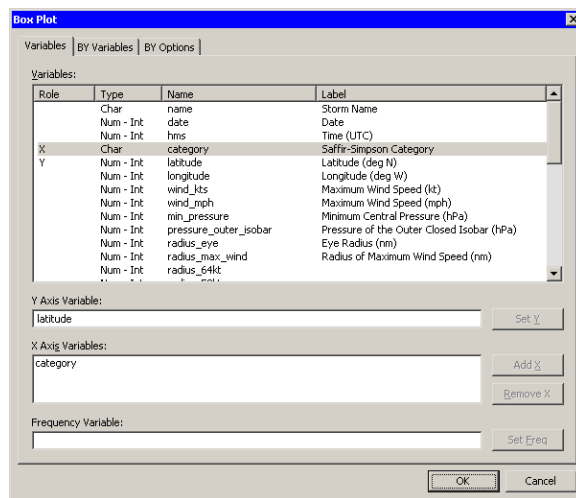 Box Plot
Variables BY Variables BY Options
Variables:
Role Type Name Label
Char name Storm Name
Num - Int date Date
Num - Int hms Time (UTC)
X Char category Saffir-Simpson Category
Y Num - Int latitude Latitude (deg N)
Num - Int longitude Longitude (deg W)
Num - Int wind_kts Maximum Wind Speed (kt)
Num - Int wind_mph Maximum Wind Speed (mph)
Num - Int min_pressure Minimum Central Pressure (hPa)
Num - Int pressure_outer_isobar Pressure of the Outer Closed Isobar (hPa)
Num - Int radius_eye Eye Radius (nm)
Num - Int radius_max_wind Radius of Maximum Wind Speed (nm)
Num - Int radius_64kt
Y Axis Variable:
latitude
Set Y
X Axis Variables:
category
Add X
Remove X
Frequency Variable:
Set Freq
OK Cancel